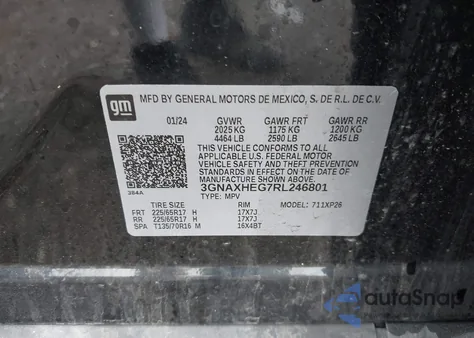 gm
MFD BY GENERAL MOTORS DE MEXICO, S. DE R.L. DE C.V.
01/24 GVWR GAWR FRT GAWR RR
2025 KG 1175 KG 1200 KG
4464 LB 2590 LB 2645 LB
THIS VEHICLE CONFORMS TO ALL
APPLICABLE U.S. FEDERAL MOTOR
VEHICLE SAFETY STANDARDS IN
EFFECT ON THE DATE OF
MANUFACTURE SHOWN ABOVE.
3GNAXHEG7RL246801
384A
TYPE: MPV
TIRE SIZE RIM MODEL: 711XP26
FRT 225/65R17 H 17X7J
RR 225/65R17 H 17X7J
SPA T135/70R16 M 16X4BT
autoSnap